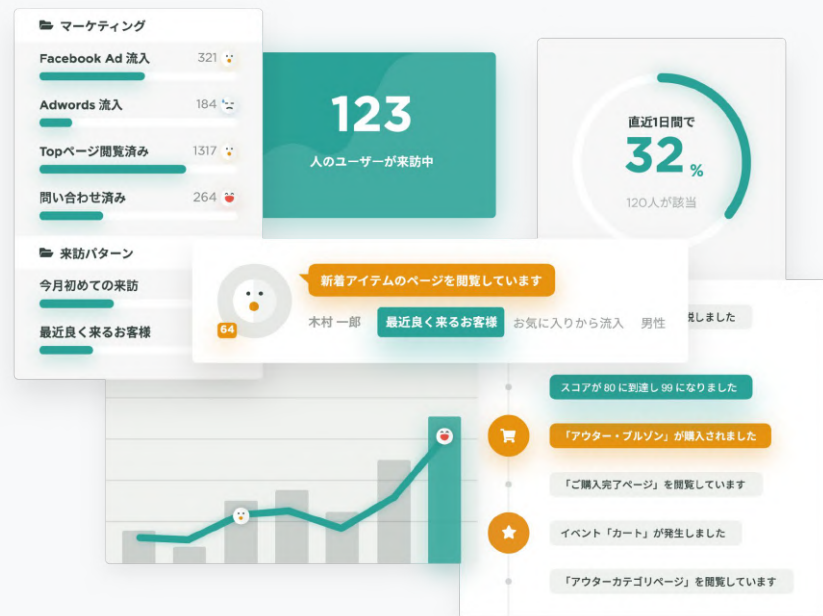 マーケティング
Facebook Ad 流入 321
Adwords 流入 184
Topページ閲覧済み 1317
問い合わせ済み 264
来訪パターン
今月初めての来訪
最近良く来るお客様
123
人のユーザーが来訪中
直近1日間で
32 %
120人が該当
新着アイテムのページを閲覧しています
64
木村 一郎 最近良く来るお客様 お気に入りから流入 男性
しました
スコアが 80 に到達し 99 になりました
「アウター・ブルゾン」が購入されました
「ご購入完了ページ」を閲覧しています
イベント「カート」が発生しました
「アウターカテゴリページ」を閲覧しています